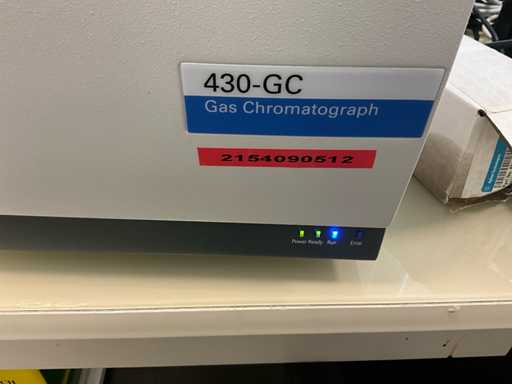 430-GC
Gas Chromatograph
2154090512
Power Ready Run Error